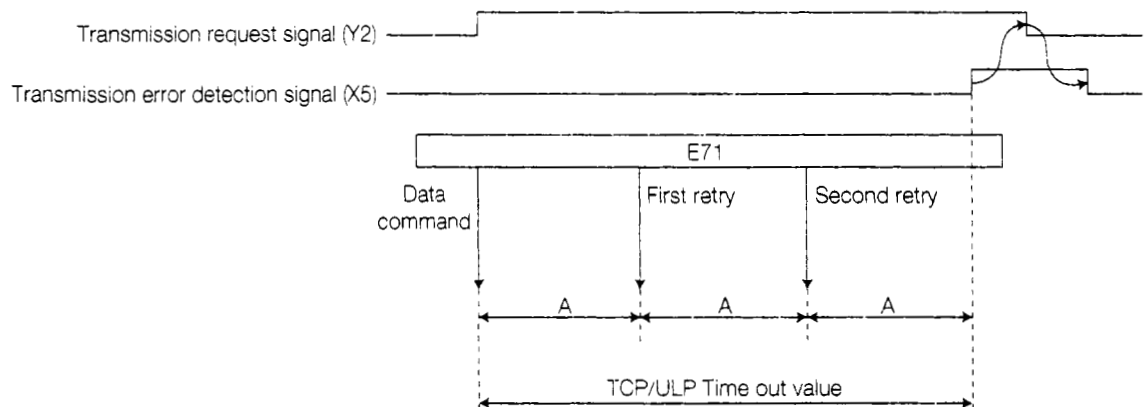 Transmission request signal (Y2)
Transmission error detection signal (X5)
E71
Data
command
First retry
Second retry
A
A
A
TCP/ULP Time out value